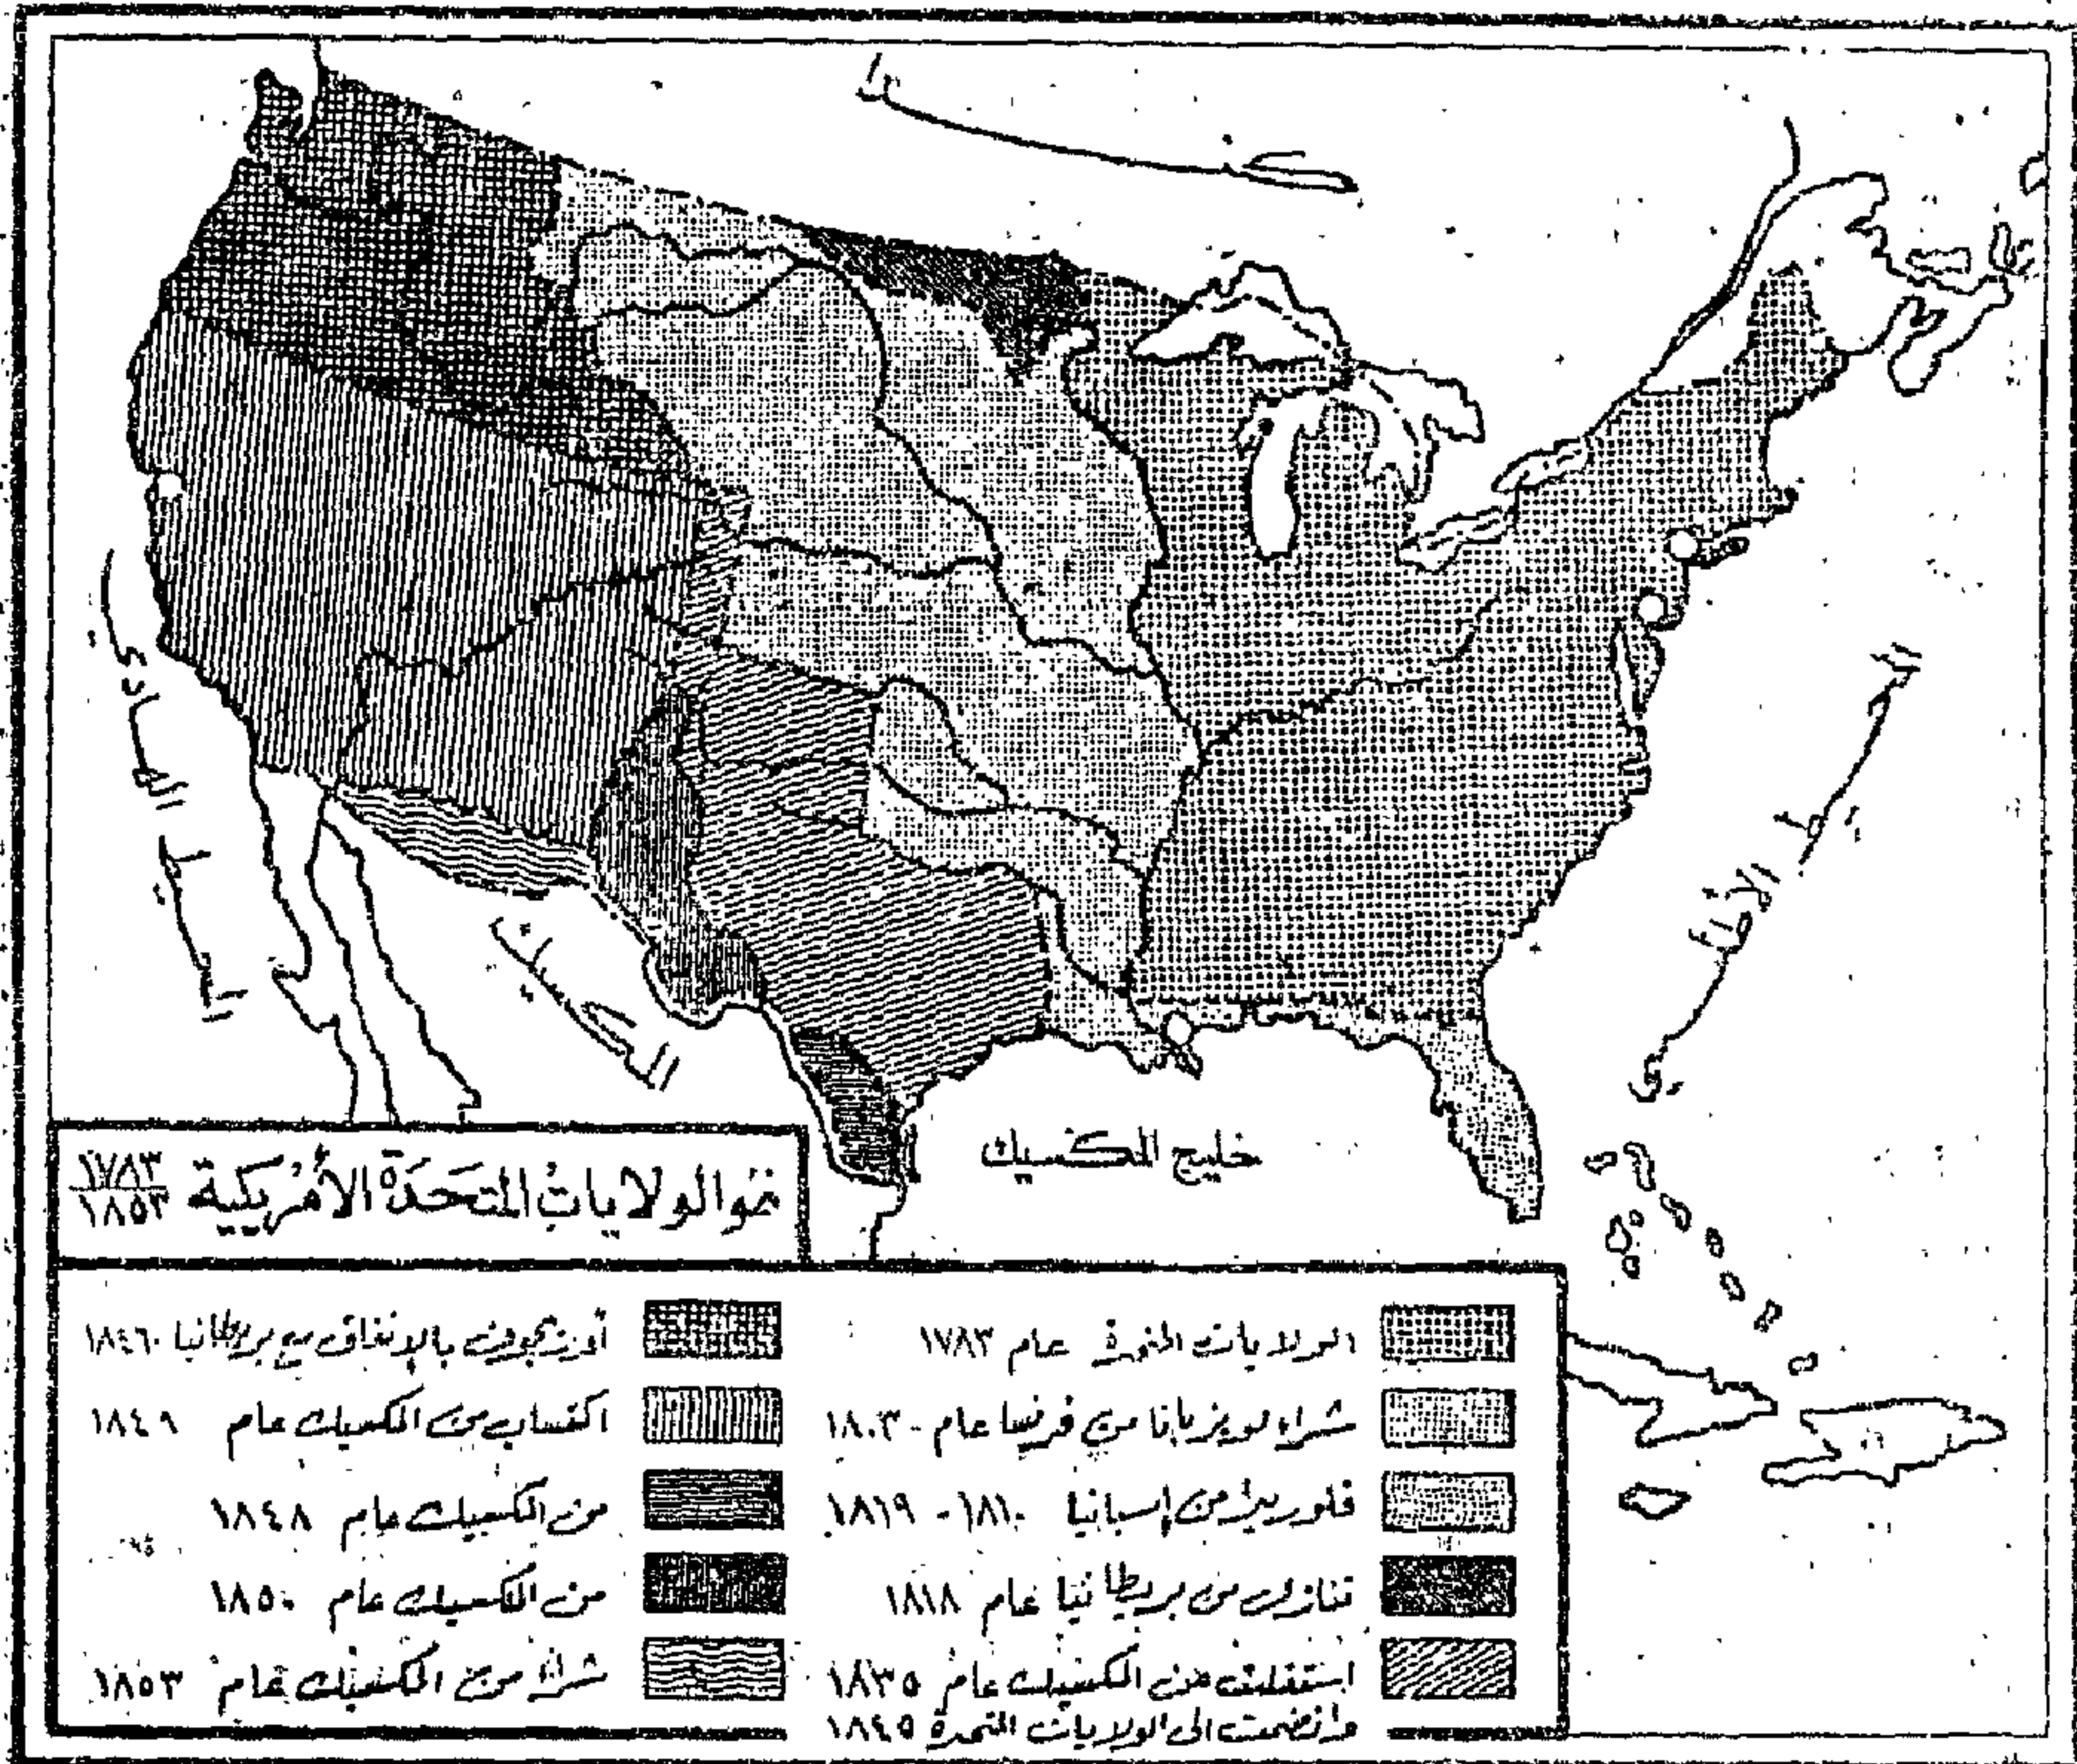 كندا
المحيط الهادي
المحيط الأطلنطي
المكسيك
خليج المكسيك
نمو الولايات المتحدة الأمريكية ١٧٨٣ ١٨٥٣
الولايات المتحدة عام ١٧٨٣
شراء لويزيانا من فرنسا عام ١٨٠٣
فلوريدا من إسبانيا ١٨١٠ - ١٨١٩
تنازل من بريطانيا عام ١٨١٨
استقلت من المكسيك عام ١٨٣٥
وانضمت الى الولايات المتحدة ١٨٤٥
أوريجون بالإتفاق مع بريطانيا ١٨٤٦
اكتساب من المكسيك عام
من المكسيك عام ١٨٤٨
من المكسيك عام ١٨٥٠
شراء من المكسيك عام ١٨٥٣